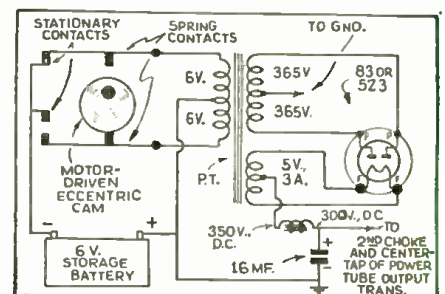 STATIONARY
CONTACTS
SPRING
CONTACTS
TO GND.
6V.
6V.
365V
365V.
83 OR
5Z3
MOTOR-
DRIVEN
ECCENTRIC
CAM
P.T.
5V.,
3A.
- +
6 V.
STORAGE
BATTERY
350V.,
D.C.
300V., DC
16 MF.
+
-
TO
2ND CHOKE
AND CENTER-
TAP OF POWER
TUBE OUTPUT
TRANS.